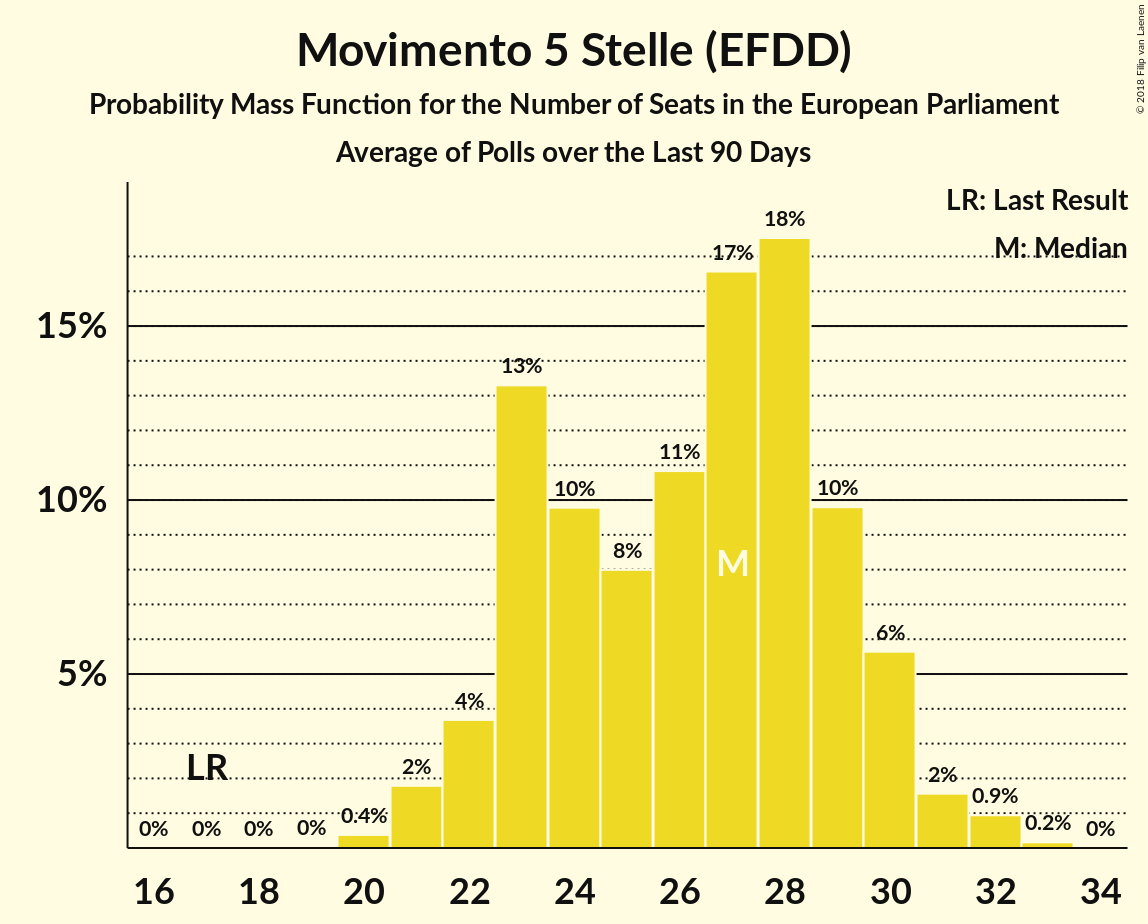 Movimento 5 Stelle (EFDD)
Probability Mass Function for the Number of Seats in the European Parliament
Average of Polls over the Last 90 Days
© 2018 Filip van Laenen
LR: Last Result
M: Median
15%
10%
5%
0%
0%
0%
0%
0.4%
2%
4%
13%
10%
8%
11%
17%
18%
10%
6%
2%
0.9%
0.2%
0%
LR
M
16 18 20 22 24 26 28 30 32 34